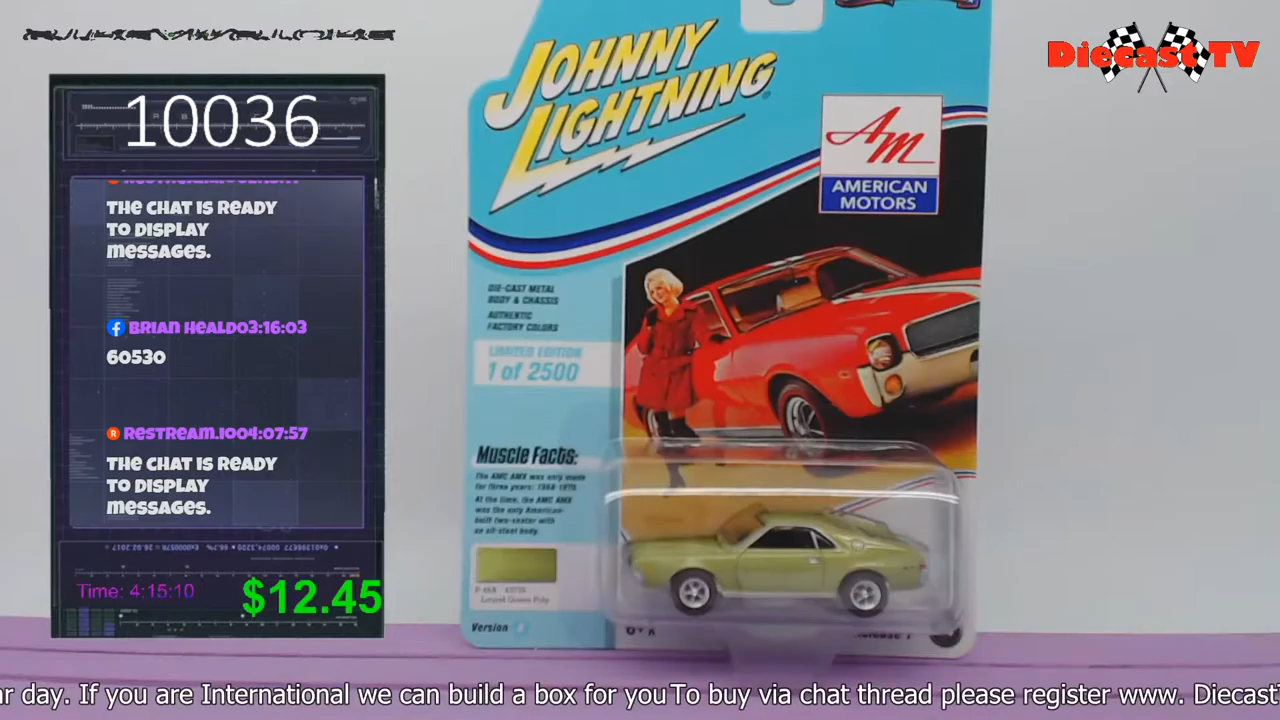 10036
THE CHAT IS READY
TO DISPLAY
MESSAGES.
BRIAN HEALD03:16:03
60530
RESTREAM.IO04:07:57
THE CHAT IS READY
TO DISPLAY
MESSAGES.
Time: 4:15:10
$12.45
JOHNNY
LIGHTNING
AM
AMERICAN
MOTORS
DIE-CAST METAL
BODY & CHASSIS
AUTHENTIC
FACTORY COLORS
LIMITED EDITION
1 of 2500
Muscle Facts:
The AMC AMX was only made
for three years: 1968-1970.
At the time, the AMC AMX
was the only American-
built two-seater with
an all-steel body.
Version
Diecast TV
ar day. If you are International we can build a box for you To buy via chat thread please register www. Diecast